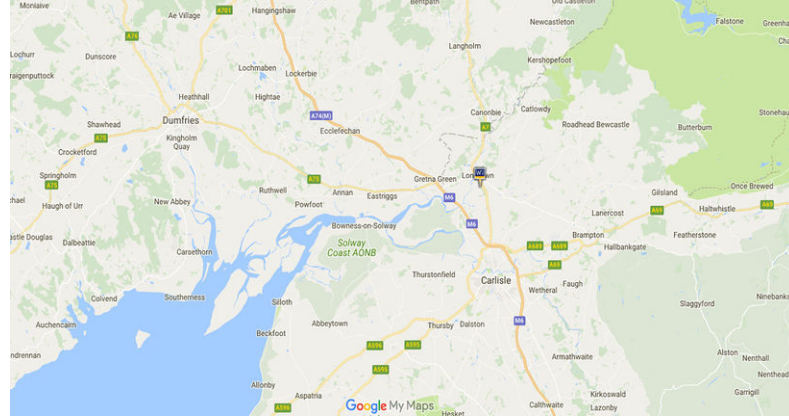 Moniaive
Ae Village
A701
Hangingshaw
Bentpath
Old Castleton
Falstone
Greenha
Newcastleton
Lochurr
A76
Langholm
Dunscore
Lochmaben
Lockerbie
Kershopefoot
Craigenputtock
Heathhall
Hightae
Canonbie
Catlowdy
Stonehau
Shawhead
Dumfries
A74(M)
Ecclefechan
A7
Roadhead Bewcastle
Butterburn
A75
Kingholm
Quay
Crocketford
Springholm
A75
A75
Gretna Green
Once Brewed
Haugh of Urr
Ruthwell
Annan
Eastriggs
M6
Gilsland
New Abbey
Powfoot
Lanercost
A69
Haltwhistle
A69
Bowness-on-Solway
M6
Castle Douglas
Dalbeattie
Solway
Coast AONB
Brampton
Featherstone
Carsethorn
A689
A689
Hallbankgate
A69
Thurstonfield
Carlisle
Faugh
Wetheral
Colvend
Southerness
Silloth
Slaggyford
Ninebanks
Auchencairn
Beckfoot
Abbeytown
Thursby
Dalston
M6
A596
A595
Armathwaite
Alston
Nenthall
A595
Nenthead
Allonby
Aspatria
Kirkoswald
Garrigill
A596
Google My Maps
Hesket
Calthwaite
Lazonby